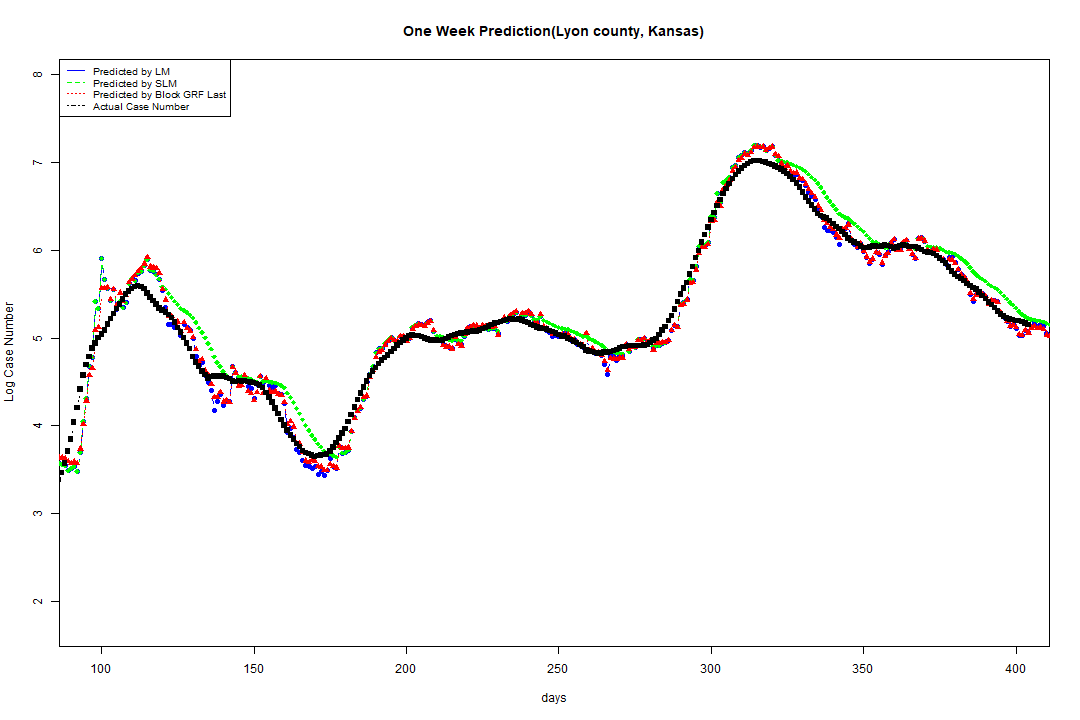 One Week Prediction(Lyon county, Kansas)
Predicted by LM
Predicted by SLM
Predicted by Block GRF Last
Actual Case Number
8
7
6
5
4
3
2
Log Case Number
100 150 200 250 300 350 400
days